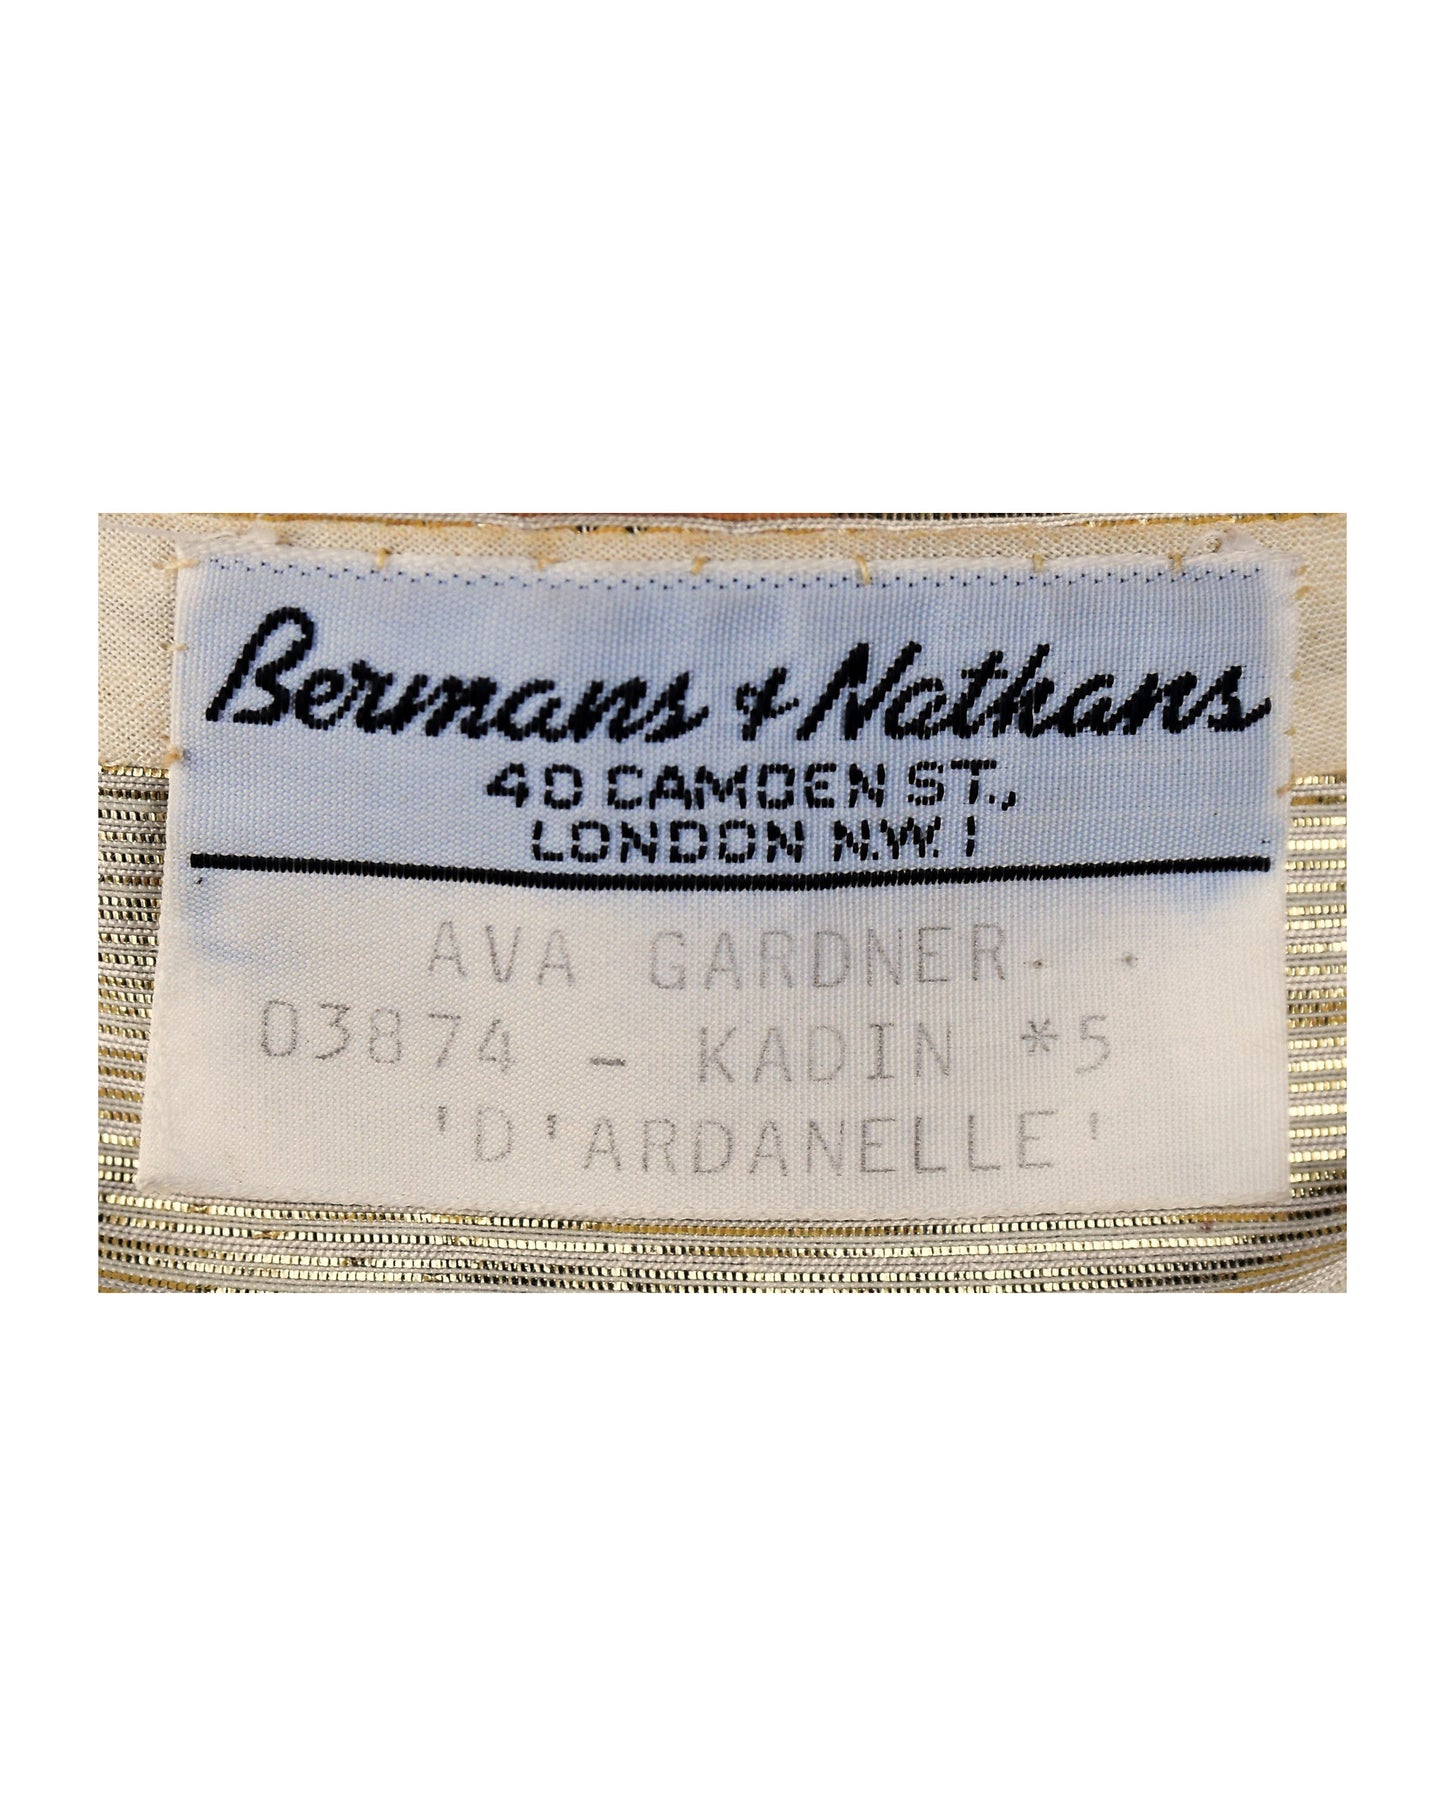 Bermans & Nathans
40 CAMDEN ST.,
LONDON N.W.1
AVA GARDNER. .
03874 - KADIN *5
'D'ARDANELLE'